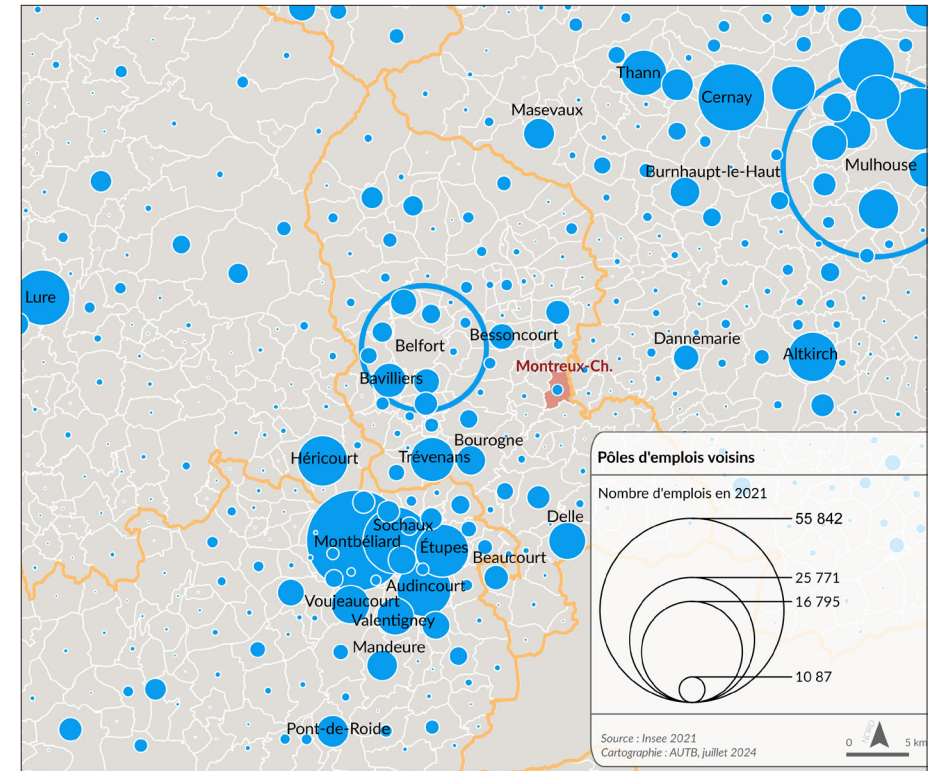 Thann
Cernay
Masevaux
Mulhouse
Burnhaupt-le-Haut
Lure
Bessoncourt
Belfort
Dannemarie
Altkirch
Montreux-Ch.
Bavilliers
Bourogne
Héricourt
Trévenans
Delle
Sochaux
Montbéliard
Étupes
Beaucourt
Audincourt
Voujeaucourt
Valentigney
Mandeure
Pont-de-Roide
Pôles d'emplois voisins
Nombre d'emplois en 2021
55 842
25 771
16 795
10 87
Source : Insee 2021
Cartographie : AUTB, juillet 2024
NORD
0 5 km